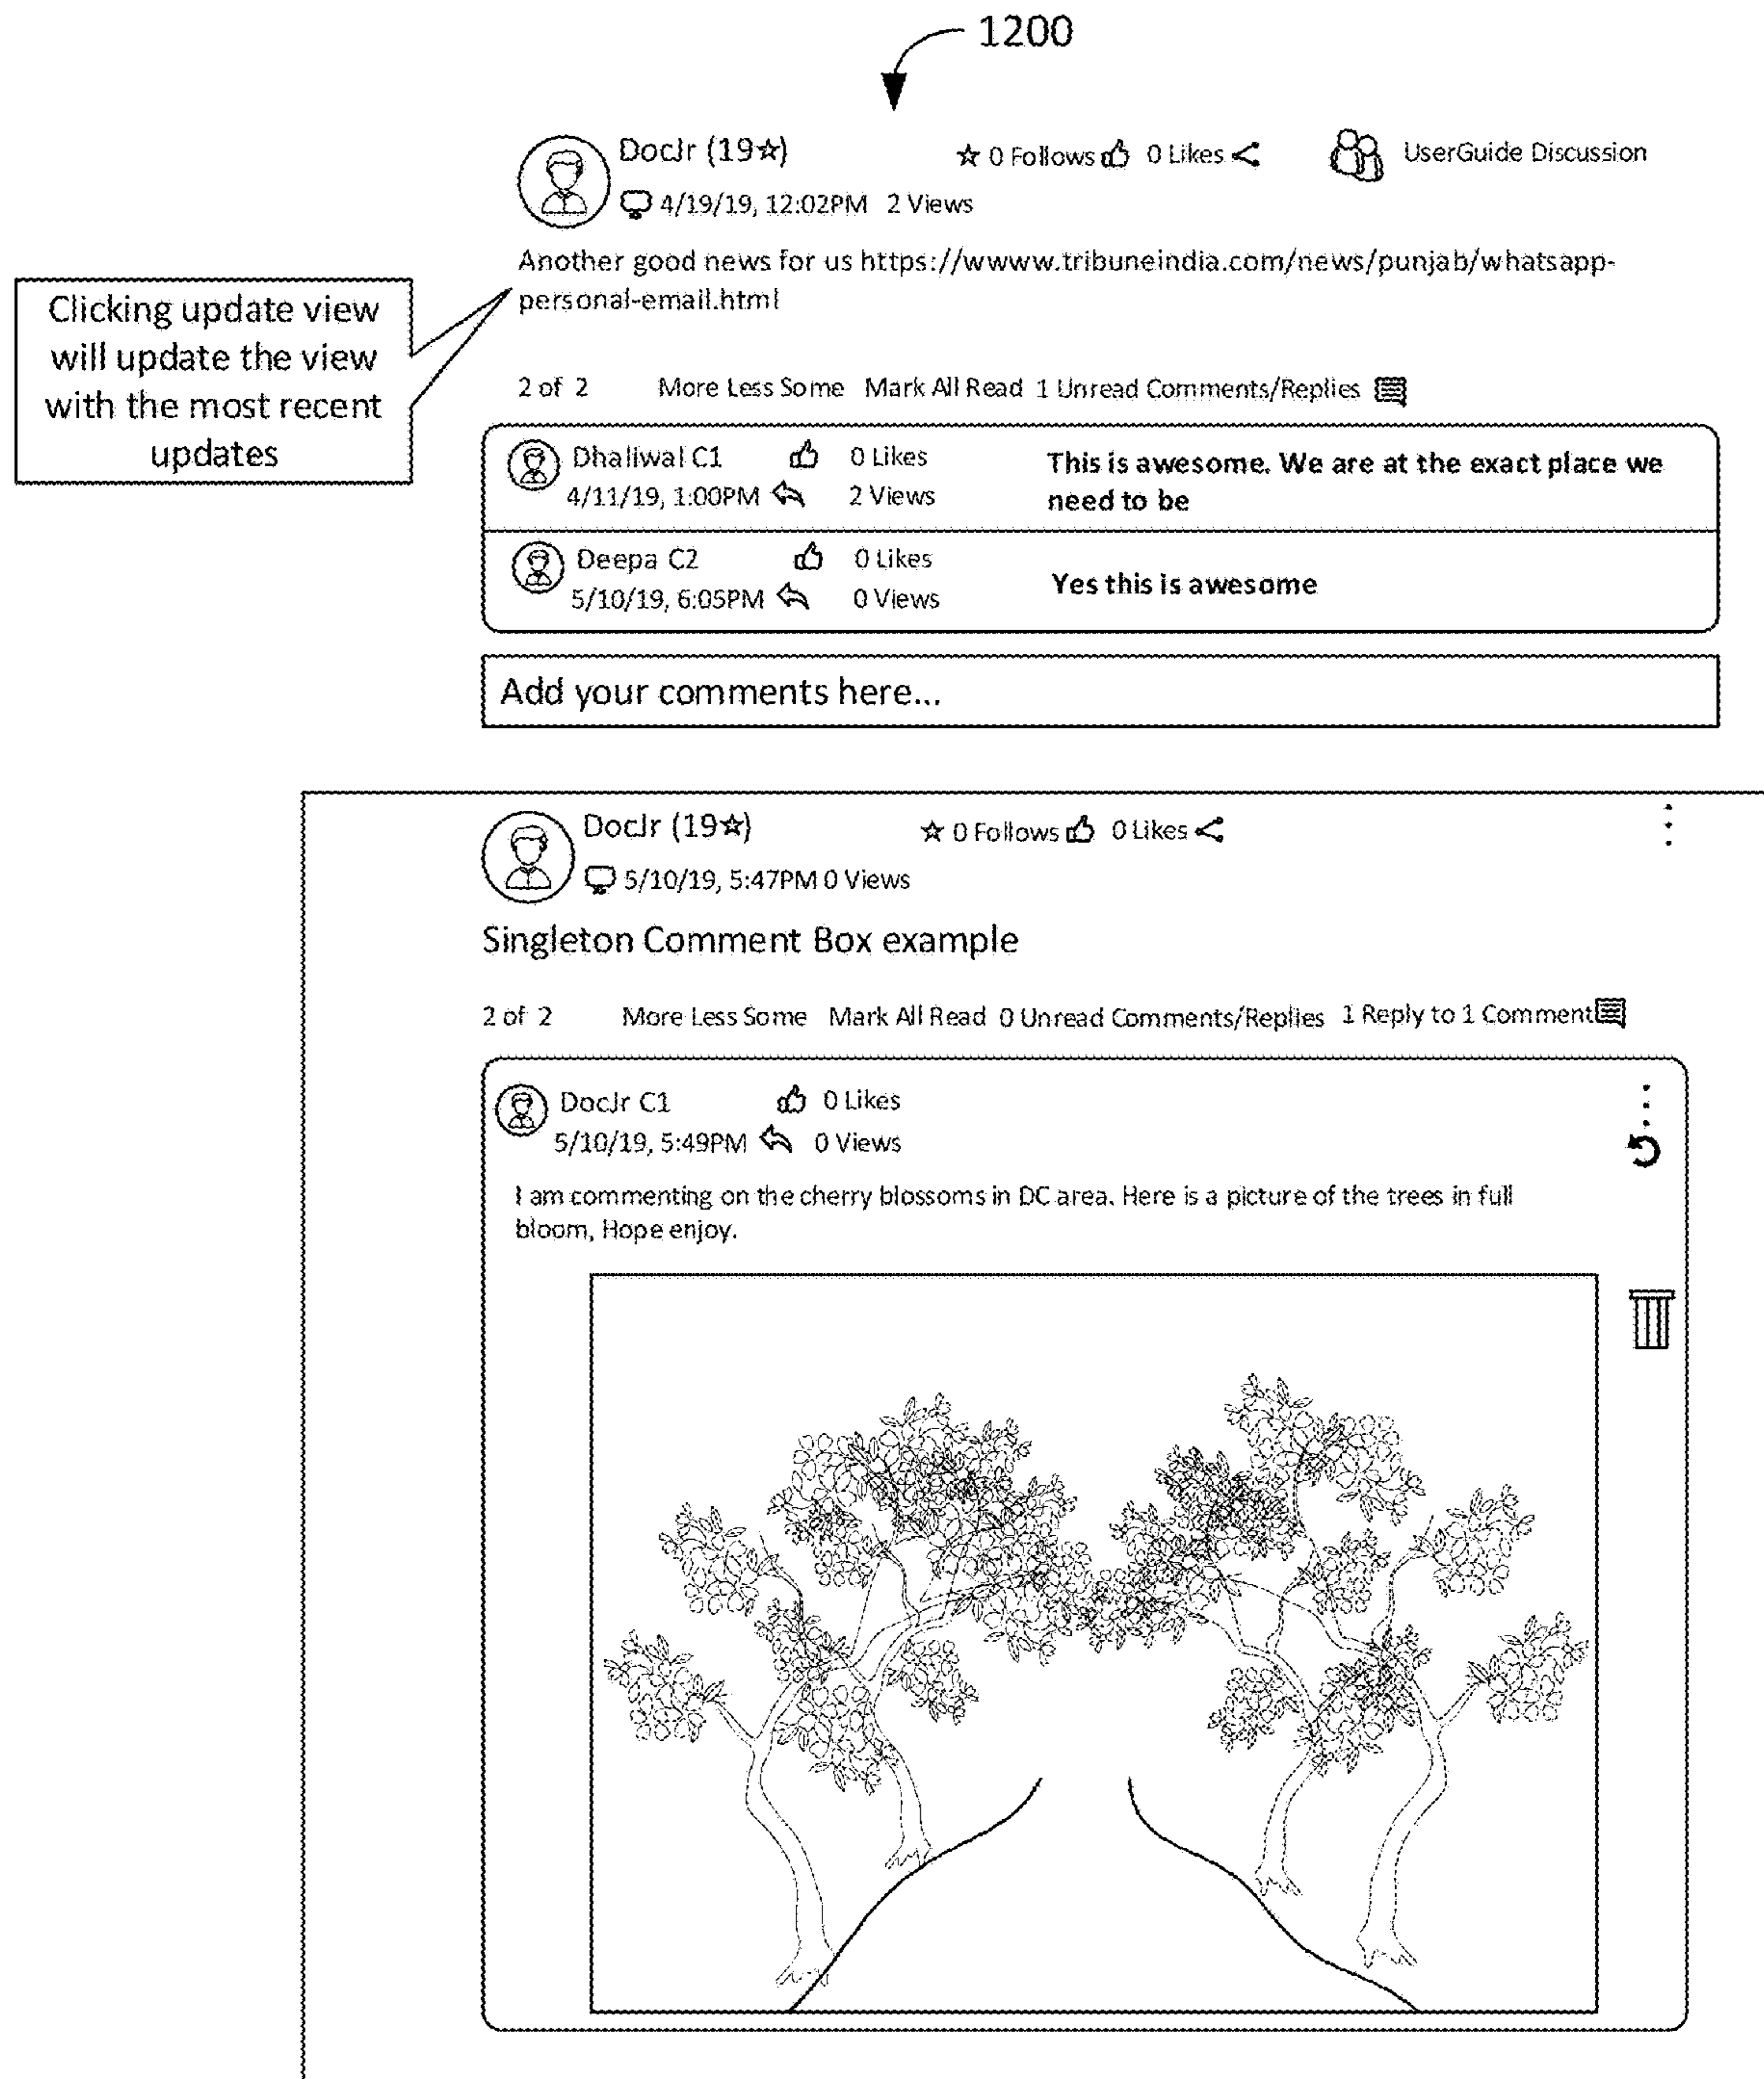 1200
DocJr (19☆) ☆ 0 Follows 0 Likes UserGuide Discussion
4/19/19, 12:02PM 2 Views
Another good news for us https://wwww.tribuneindia.com/news/punjab/whatsapp-
personal-email.html
Clicking update view
will update the view
with the most recent
updates
2 of 2 More Less Some Mark All Read 1 Unread Comments/Replies
Dhaliwal C1 0 Likes
4/11/19, 1:00PM 2 Views
This is awesome. We are at the exact place we
need to be
Deepa C2 0 Likes
5/10/19, 6:05PM 0 Views
Yes this is awesome
Add your comments here...
DocJr (19☆) ☆ 0 Follows 0 Likes
5/10/19, 5:47PM 0 Views
Singleton Comment Box example
2 of 2 More Less Some Mark All Read 0 Unread Comments/Replies 1 Reply to 1 Comment
DocJr C1 0 Likes
5/10/19, 5:49PM 0 Views
I am commenting on the cherry blossoms in DC area. Here is a picture of the trees in full
bloom, Hope enjoy.